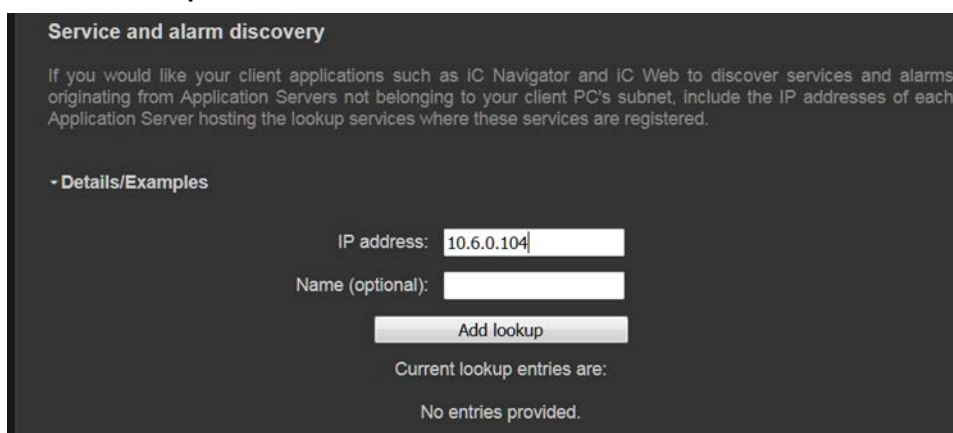 Service and alarm discovery
If you would like your client applications such as iC Navigator and iC Web to discover services and alarms
originating from Application Servers not belonging to your client PC's subnet, include the IP addresses of each
Application Server hosting the lookup services where these services are registered.
Details/Examples
IP address: 10.6.0.104
Name (optional):
Add lookup
Current lookup entries are:
No entries provided.